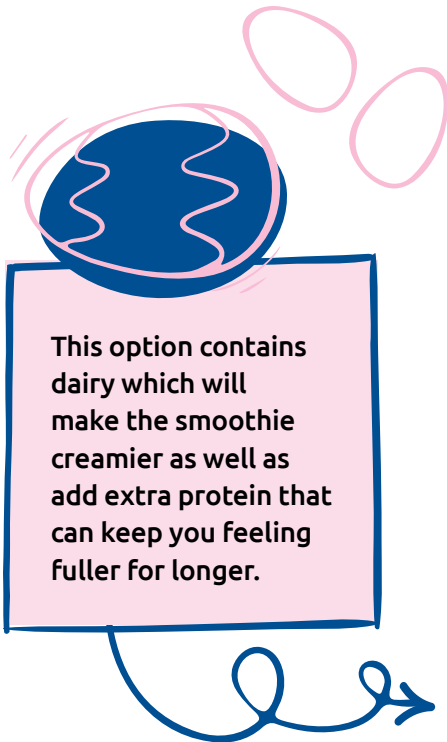 This option contains
dairy which will
make the smoothie
creamier as well as
add extra protein that
can keep you feeling
fuller for longer.